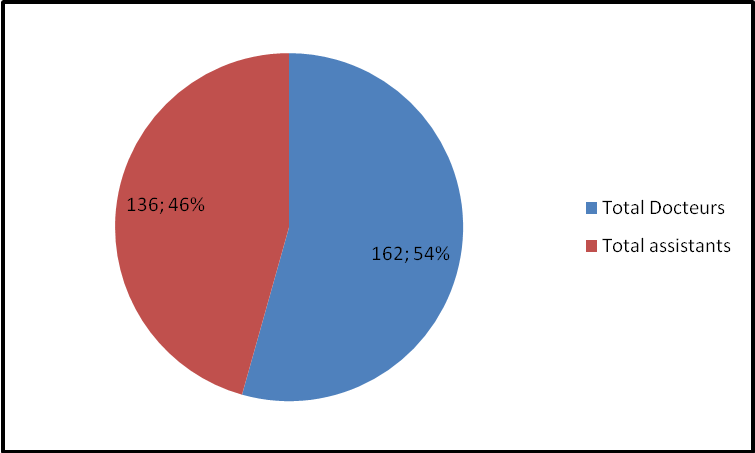 136; 46%
162; 54%
Total Docteurs
Total assistants